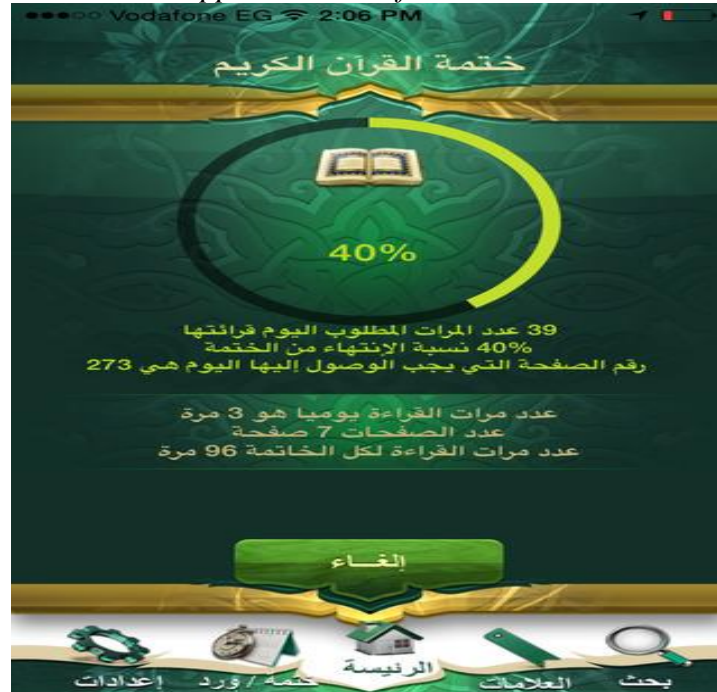 Vodafone EG 2:06 PM
ختمة القرآن الكريم
40%
39 عدد المرات المطلوب اليوم قرائتها
40% نسبة الإنتهاء من الختمة
رقم الصفحة التي يجب الوصول إليها اليوم هي 273
عدد مرات القراءة يوميا هو 3 مرة
عدد الصفحات 7 صفحة
عدد مرات القراءة لكل الخاتمة 96 مرة
إلغـــاء
بحث العلامات الرئيسة ختمه / ورد إعدادات